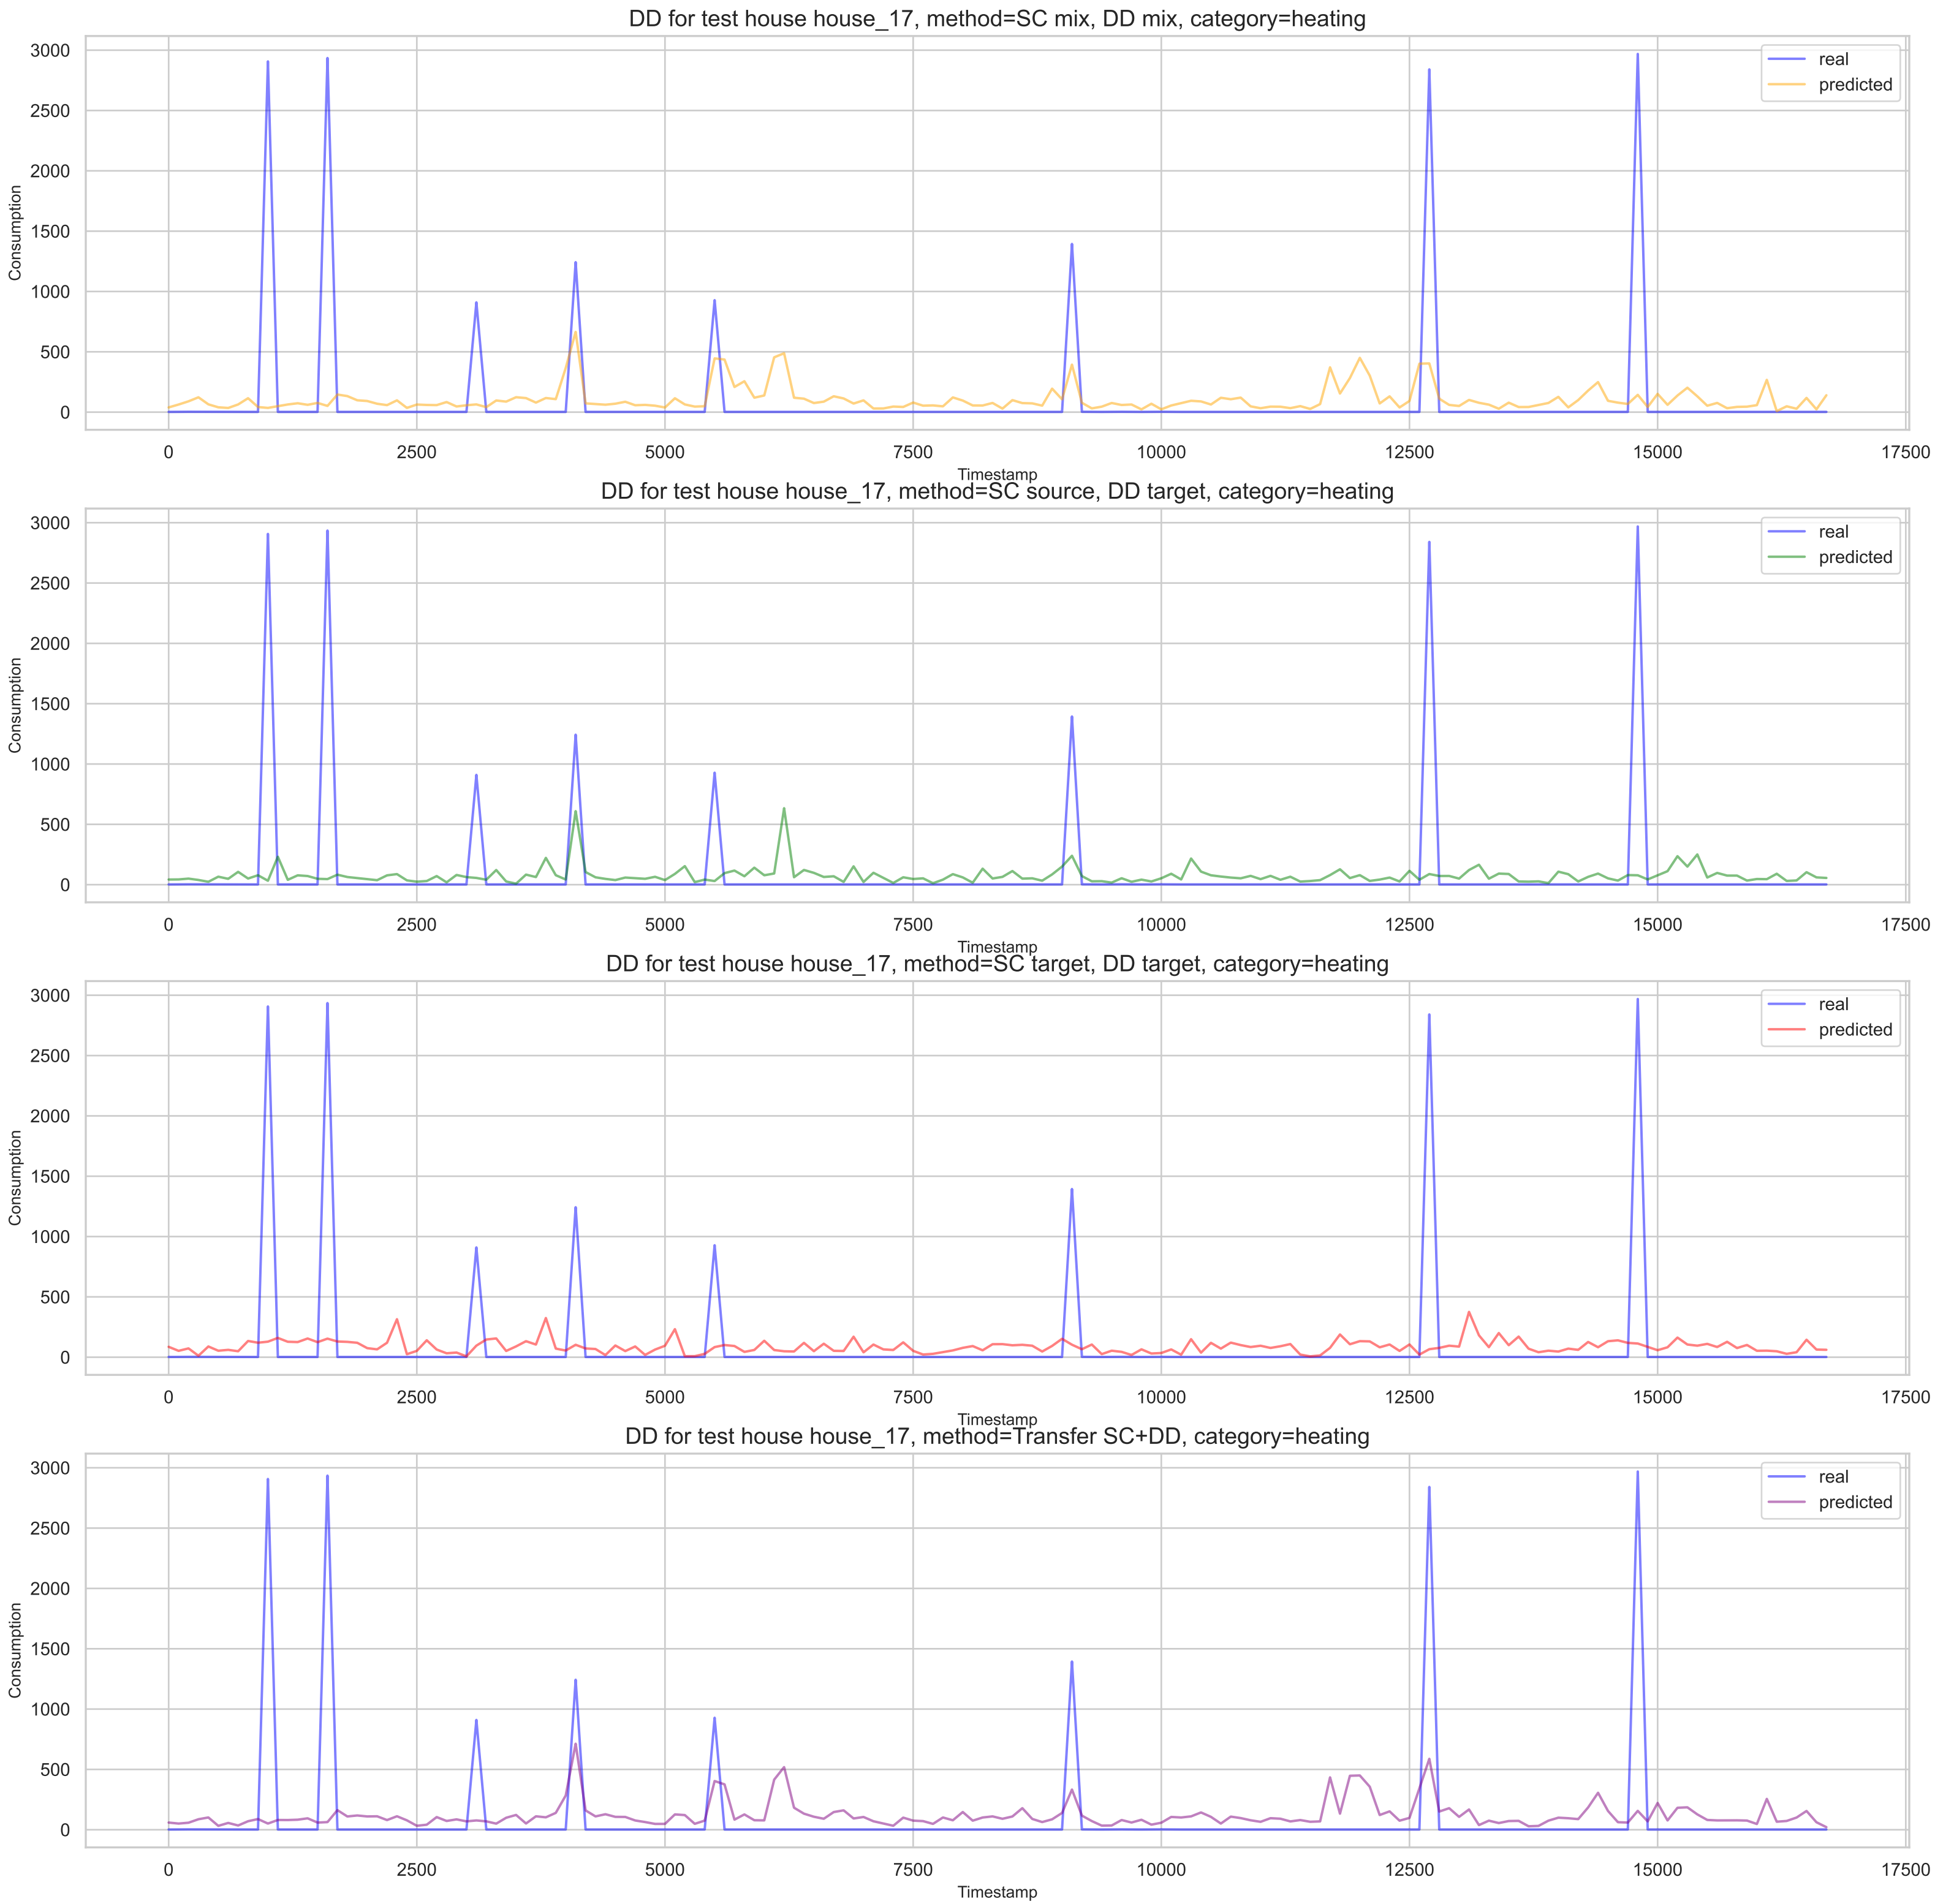 DD for test house house_17, method=SC mix, DD mix, category=heating
3000
2500
2000
1500
1000
500
0
Consumption
real
predicted
0 2500 5000 7500 10000 12500 15000 17500
Timestamp
DD for test house house_17, method=SC source, DD target, category=heating
3000
2500
2000
1500
1000
500
0
Consumption
real
predicted
0 2500 5000 7500 10000 12500 15000 17500
Timestamp
DD for test house house_17, method=SC target, DD target, category=heating
3000
2500
2000
1500
1000
500
0
Consumption
real
predicted
0 2500 5000 7500 10000 12500 15000 17500
Timestamp
DD for test house house_17, method=Transfer SC+DD, category=heating
3000
2500
2000
1500
1000
500
0
Consumption
real
predicted
0 2500 5000 7500 10000 12500 15000 17500
Timestamp